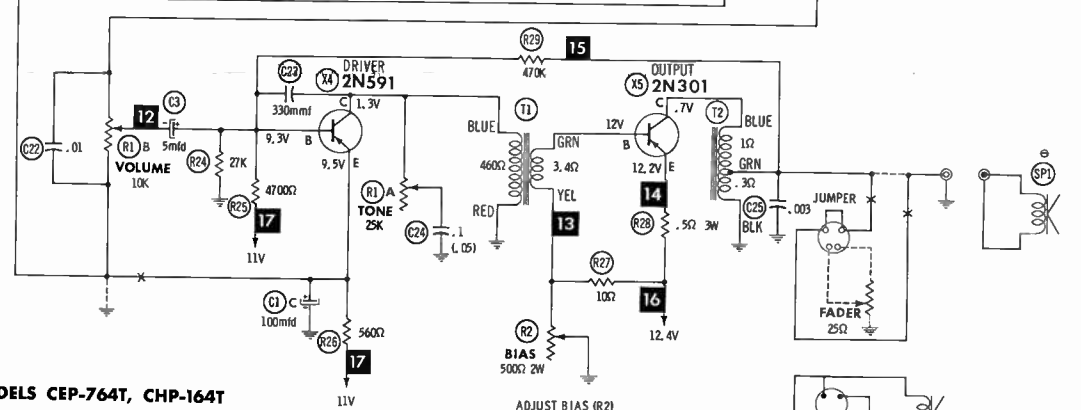 R29
470K
15
DRIVER
X4 2N591
C23
330mmf
C 1.3V
OUTPUT
X5 2N301
C .7V
T1
T2
C3
12
5mfd
R1 B
VOLUME
10K
C22 .01
R24 27K
9.3V B
9.5V E
R25 4700Ω
17
11V
R1 A
TONE
25K
C24 .1
(.05)
BLUE
460Ω
RED
GRN
3.4Ω
YEL
13
12V
B
12.2V E
14
R28 .5Ω 3W
BLUE
1Ω
GRN
.3Ω
BLK
C25 .003
JUMPER
FADER
25Ω
SP1
R27
10Ω
16
12.4V
C1 C
100mfd
R26 560Ω
17
11V
R2
BIAS
500Ω 2W
ADJUST BIAS (R2)
DELS CEP-764T, CHP-164T